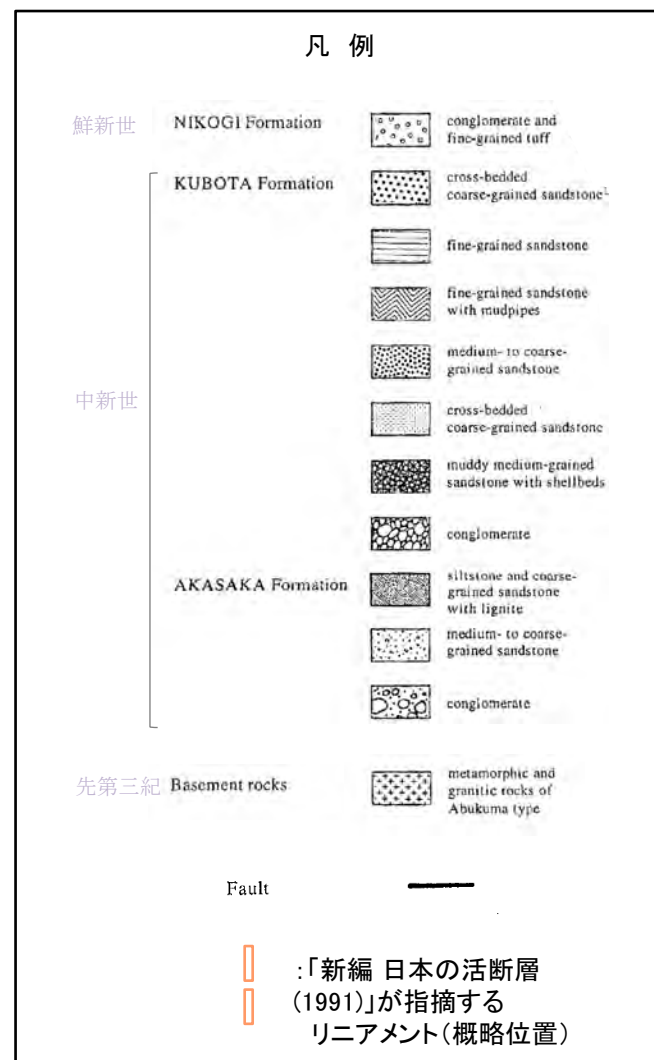 凡 例
鮮新世
NIKOGI Formation
conglomerate and
fine-grained tuff
KUBOTA Formation
cross-bedded
coarse-grained sandstone
fine-grained sandstone
fine-grained sandstone
with mudpipes
medium- to coarse-
grained sandstone
中新世
cross-bedded
coarse-grained sandstone
muddy medium-grained
sandstone with shellbeds
conglomerate
AKASAKA Formation
siltstone and coarse-
grained sandstone
with lignite
medium- to coarse-
grained sandstone
conglomerate
先第三紀
Basement rocks
metamorphic and
granitic rocks of
Abukuma type
Fault
:「新編 日本の活断層
(1991)」が指摘する
リニアメント(概略位置)